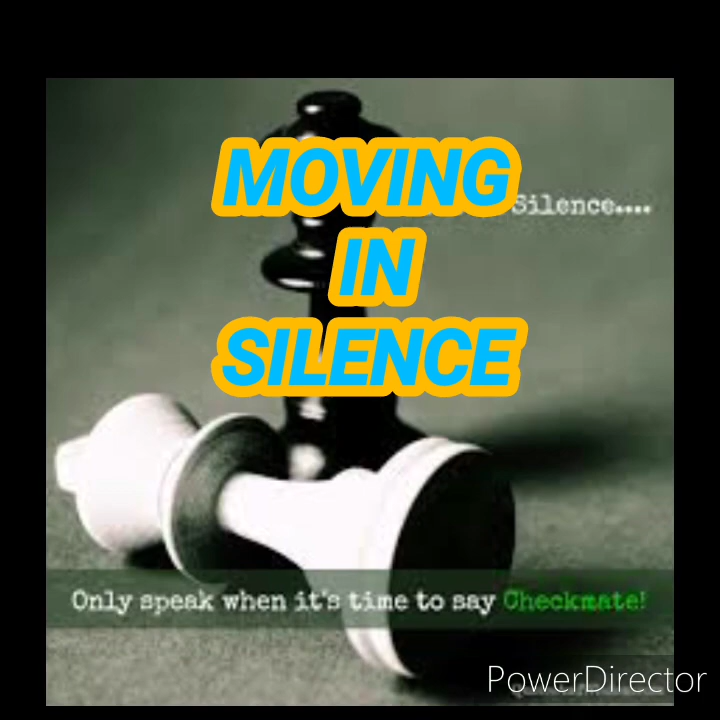 MOVING
Silence....
IN
SILENCE
Only speak when it's time to say Checkmate!
PowerDirector